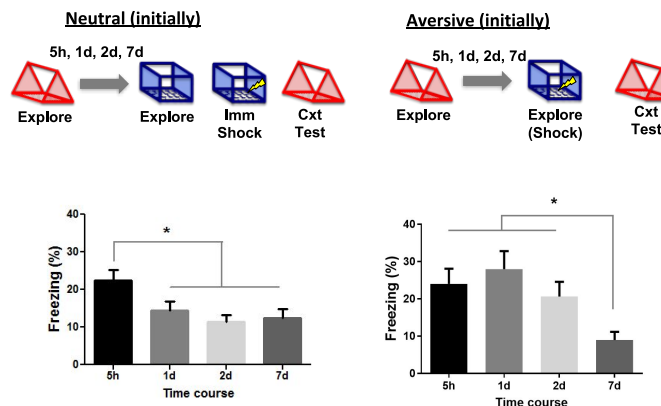 Neutral (initially)
5h, 1d, 2d, 7d
Explore
Explore
Imm
Shock
Cxt
Test
Aversive (initially)
5h, 1d, 2d, 7d
Explore
Explore
(Shock)
Cxt
Test
Freezing (%)
40
30
20
10
0
*
5h 1d 2d 7d
Time course
Freezing (%)
40
30
20
10
0
*
5h 1d 2d 7d
Time course